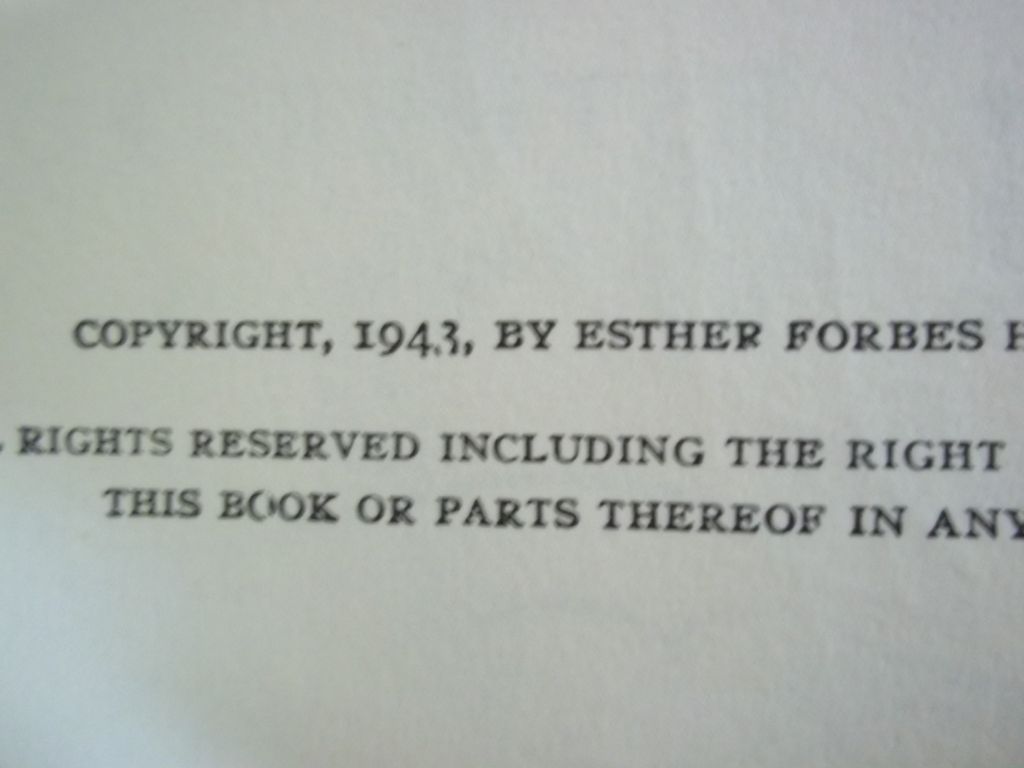 COPYRIGHT, 1943, BY ESTHER FORBES H
RIGHTS RESERVED INCLUDING THE RIGHT
THIS BOOK OR PARTS THEREOF IN ANY